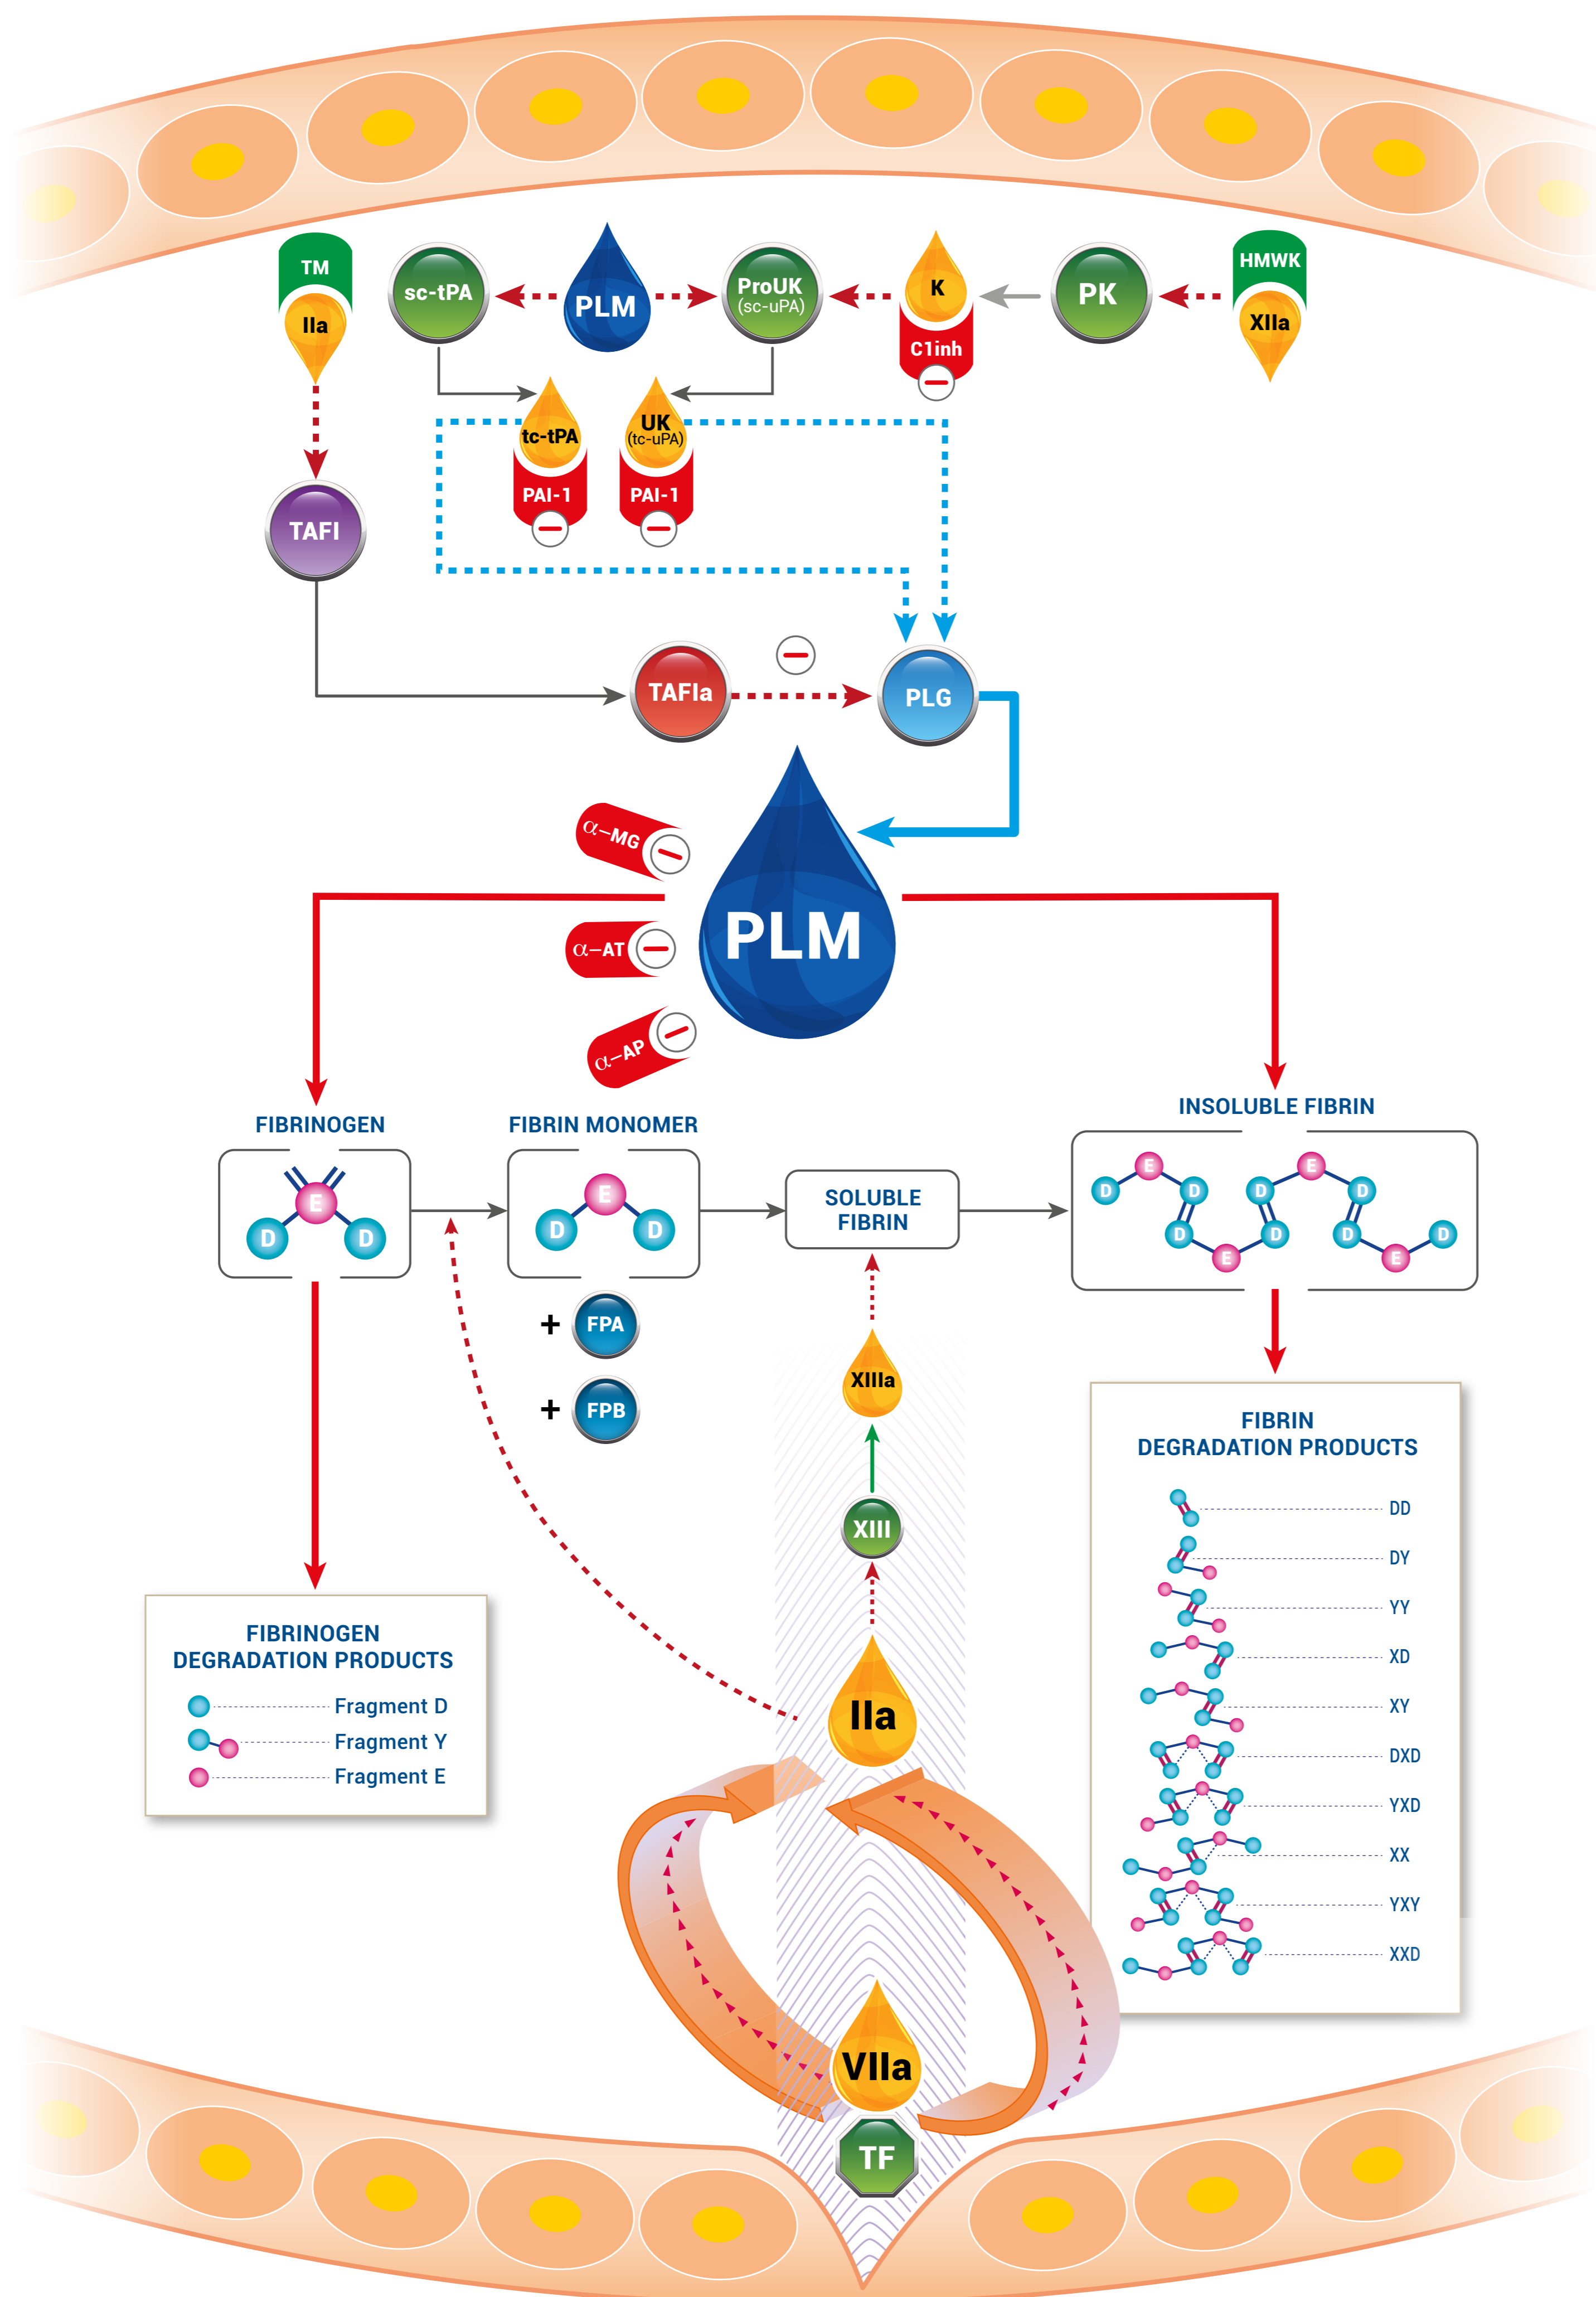 TM
IIa
sc-tPA
PLM
ProUK
(sc-uPA)
K
C1inh
PK
HMWK
XIIa
tc-tPA
PAI-1
UK
(tc-uPA)
PAI-1
TAFI
TAFIa
PLG
α–MG
α–AT
α–AP
PLM
FIBRINOGEN
E
D
D
FIBRIN MONOMER
E
D
D
+
FPA
+
FPB
SOLUBLE
FIBRIN
INSOLUBLE FIBRIN
E
E
D
D
D
D
D
D
D
D
E
E
XIIIa
XIII
IIa
VIIa
TF
FIBRINOGEN
DEGRADATION PRODUCTS
Fragment D
Fragment Y
Fragment E
FIBRIN
DEGRADATION PRODUCTS
DD
DY
YY
XD
XY
DXD
YXD
XX
YXY
XXD